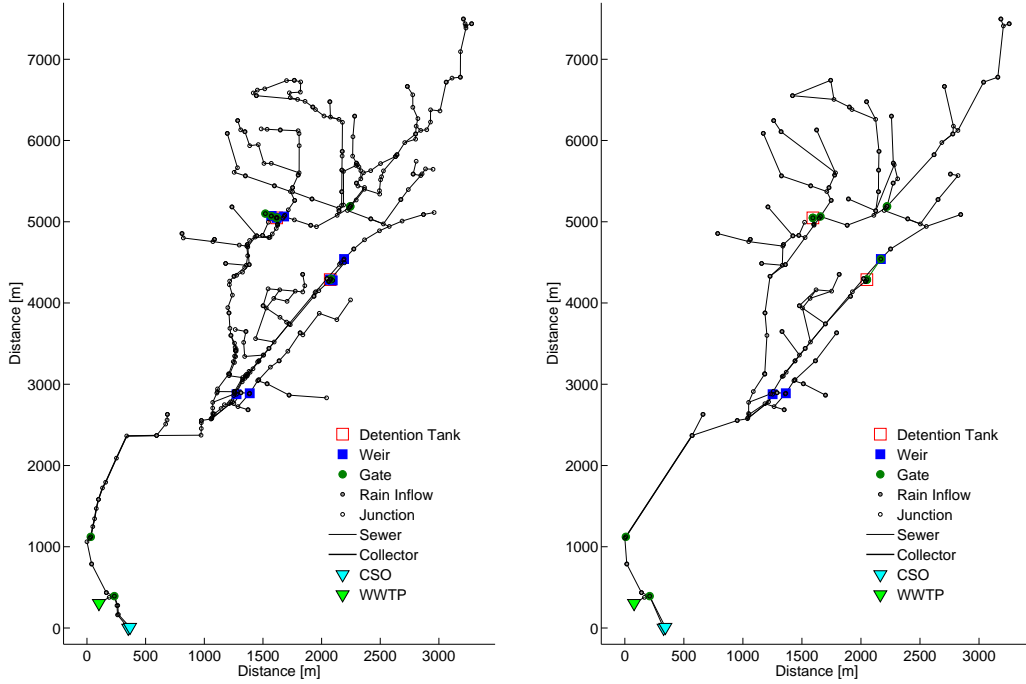 7000
6000
5000
4000
3000
2000
1000
0
Distance [m]
0 500 1000 1500 2000 2500 3000
Distance [m]
Detention Tank
Weir
Gate
Rain Inflow
Junction
Sewer
Collector
CSO
WWTP
7000
6000
5000
4000
3000
2000
1000
0
Distance [m]
0 500 1000 1500 2000 2500 3000
Distance [m]
Detention Tank
Weir
Gate
Rain Inflow
Junction
Sewer
Collector
CSO
WWTP